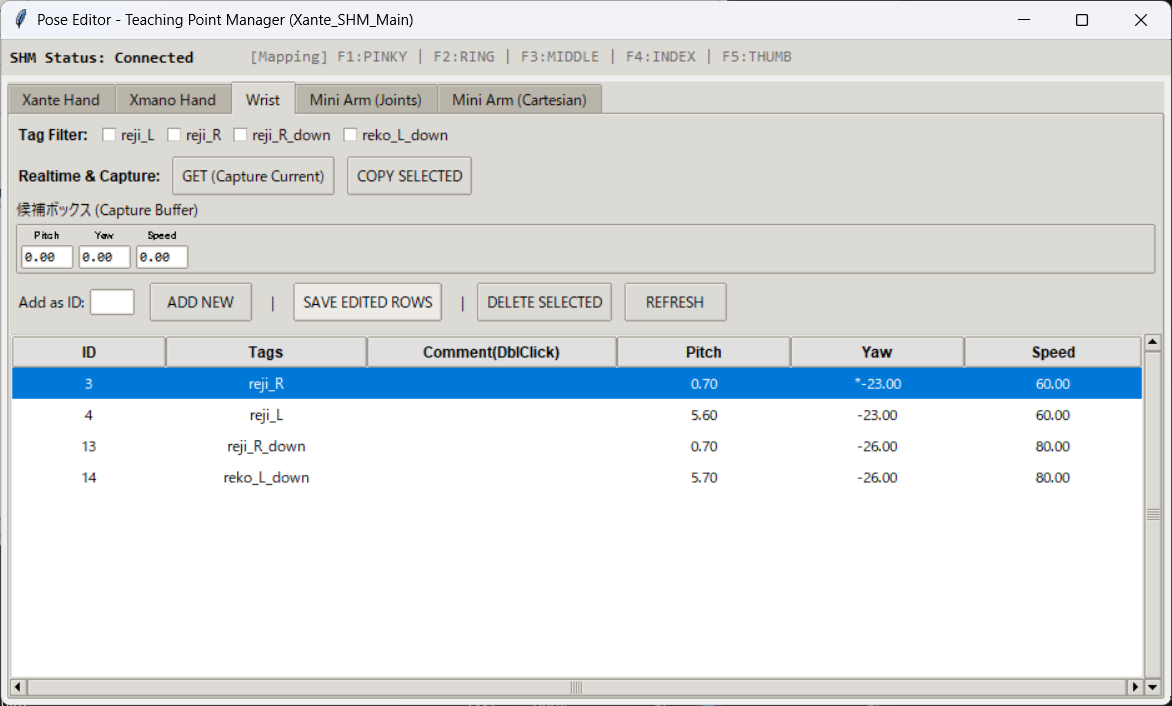 Pose Editor - Teaching Point Manager (Xante_SHM_Main)
SHM Status: Connected [Mapping] F1:PINKY | F2:RING | F3:MIDDLE | F4:INDEX | F5:THUMB
Xante Hand Xmano Hand Wrist Mini Arm (Joints) Mini Arm (Cartesian)
Tag Filter: reji_L reji_R reji_R_down reko_L_down
Realtime & Capture: GET (Capture Current) COPY SELECTED
候補ボックス (Capture Buffer)
Pitch Yaw Speed
0.00 0.00 0.00
Add as ID: ADD NEW | SAVE EDITED ROWS | DELETE SELECTED REFRESH
ID Tags Comment(DblClick) Pitch Yaw Speed
3 reji_R 0.70 *-23.00 60.00
4 reji_L 5.60 -23.00 60.00
13 reji_R_down 0.70 -26.00 80.00
14 reko_L_down 5.70 -26.00 80.00